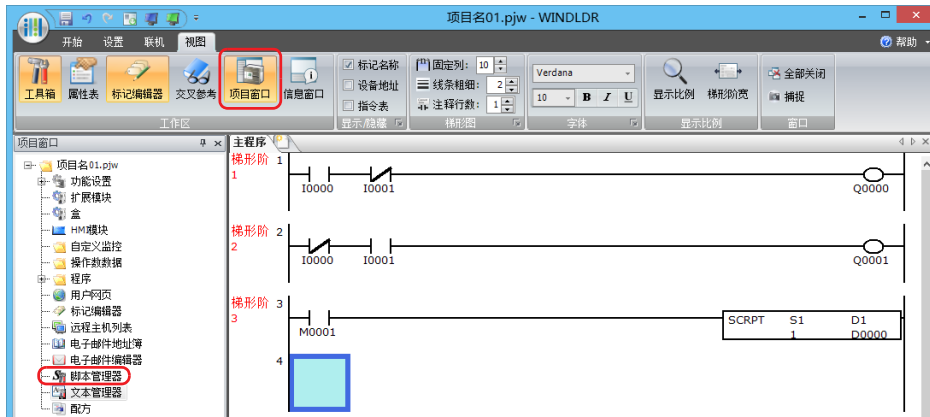 项目名01.pjw - WINDLDR
开始 设置 联机 视图 帮助
工具箱 属性表 标记编辑器 交叉参考 项目窗口 信息窗口
标记名称
设备地址
指令表
固定列: 10
线条粗细: 2
注释行数: 1
Verdana
10 B I U
显示比例 梯形阶宽
全部关闭
捕捉
工作区 显示/隐藏 梯形图 字体 显示比例 窗口
项目窗口
项目名01.pjw
功能设置
扩展模块
盒
HMI模块
自定义监控
操作数数据
程序
用户网页
标记编辑器
远程主机列表
电子邮件地址簿
电子邮件编辑器
脚本管理器
文本管理器
配方
主程序
梯形阶 1
1
I0000 I0001 Q0000
梯形阶 2
2
I0000 I0001 Q0001
梯形阶 3
3
M0001
SCRPT S1 D1
1 D0000
4